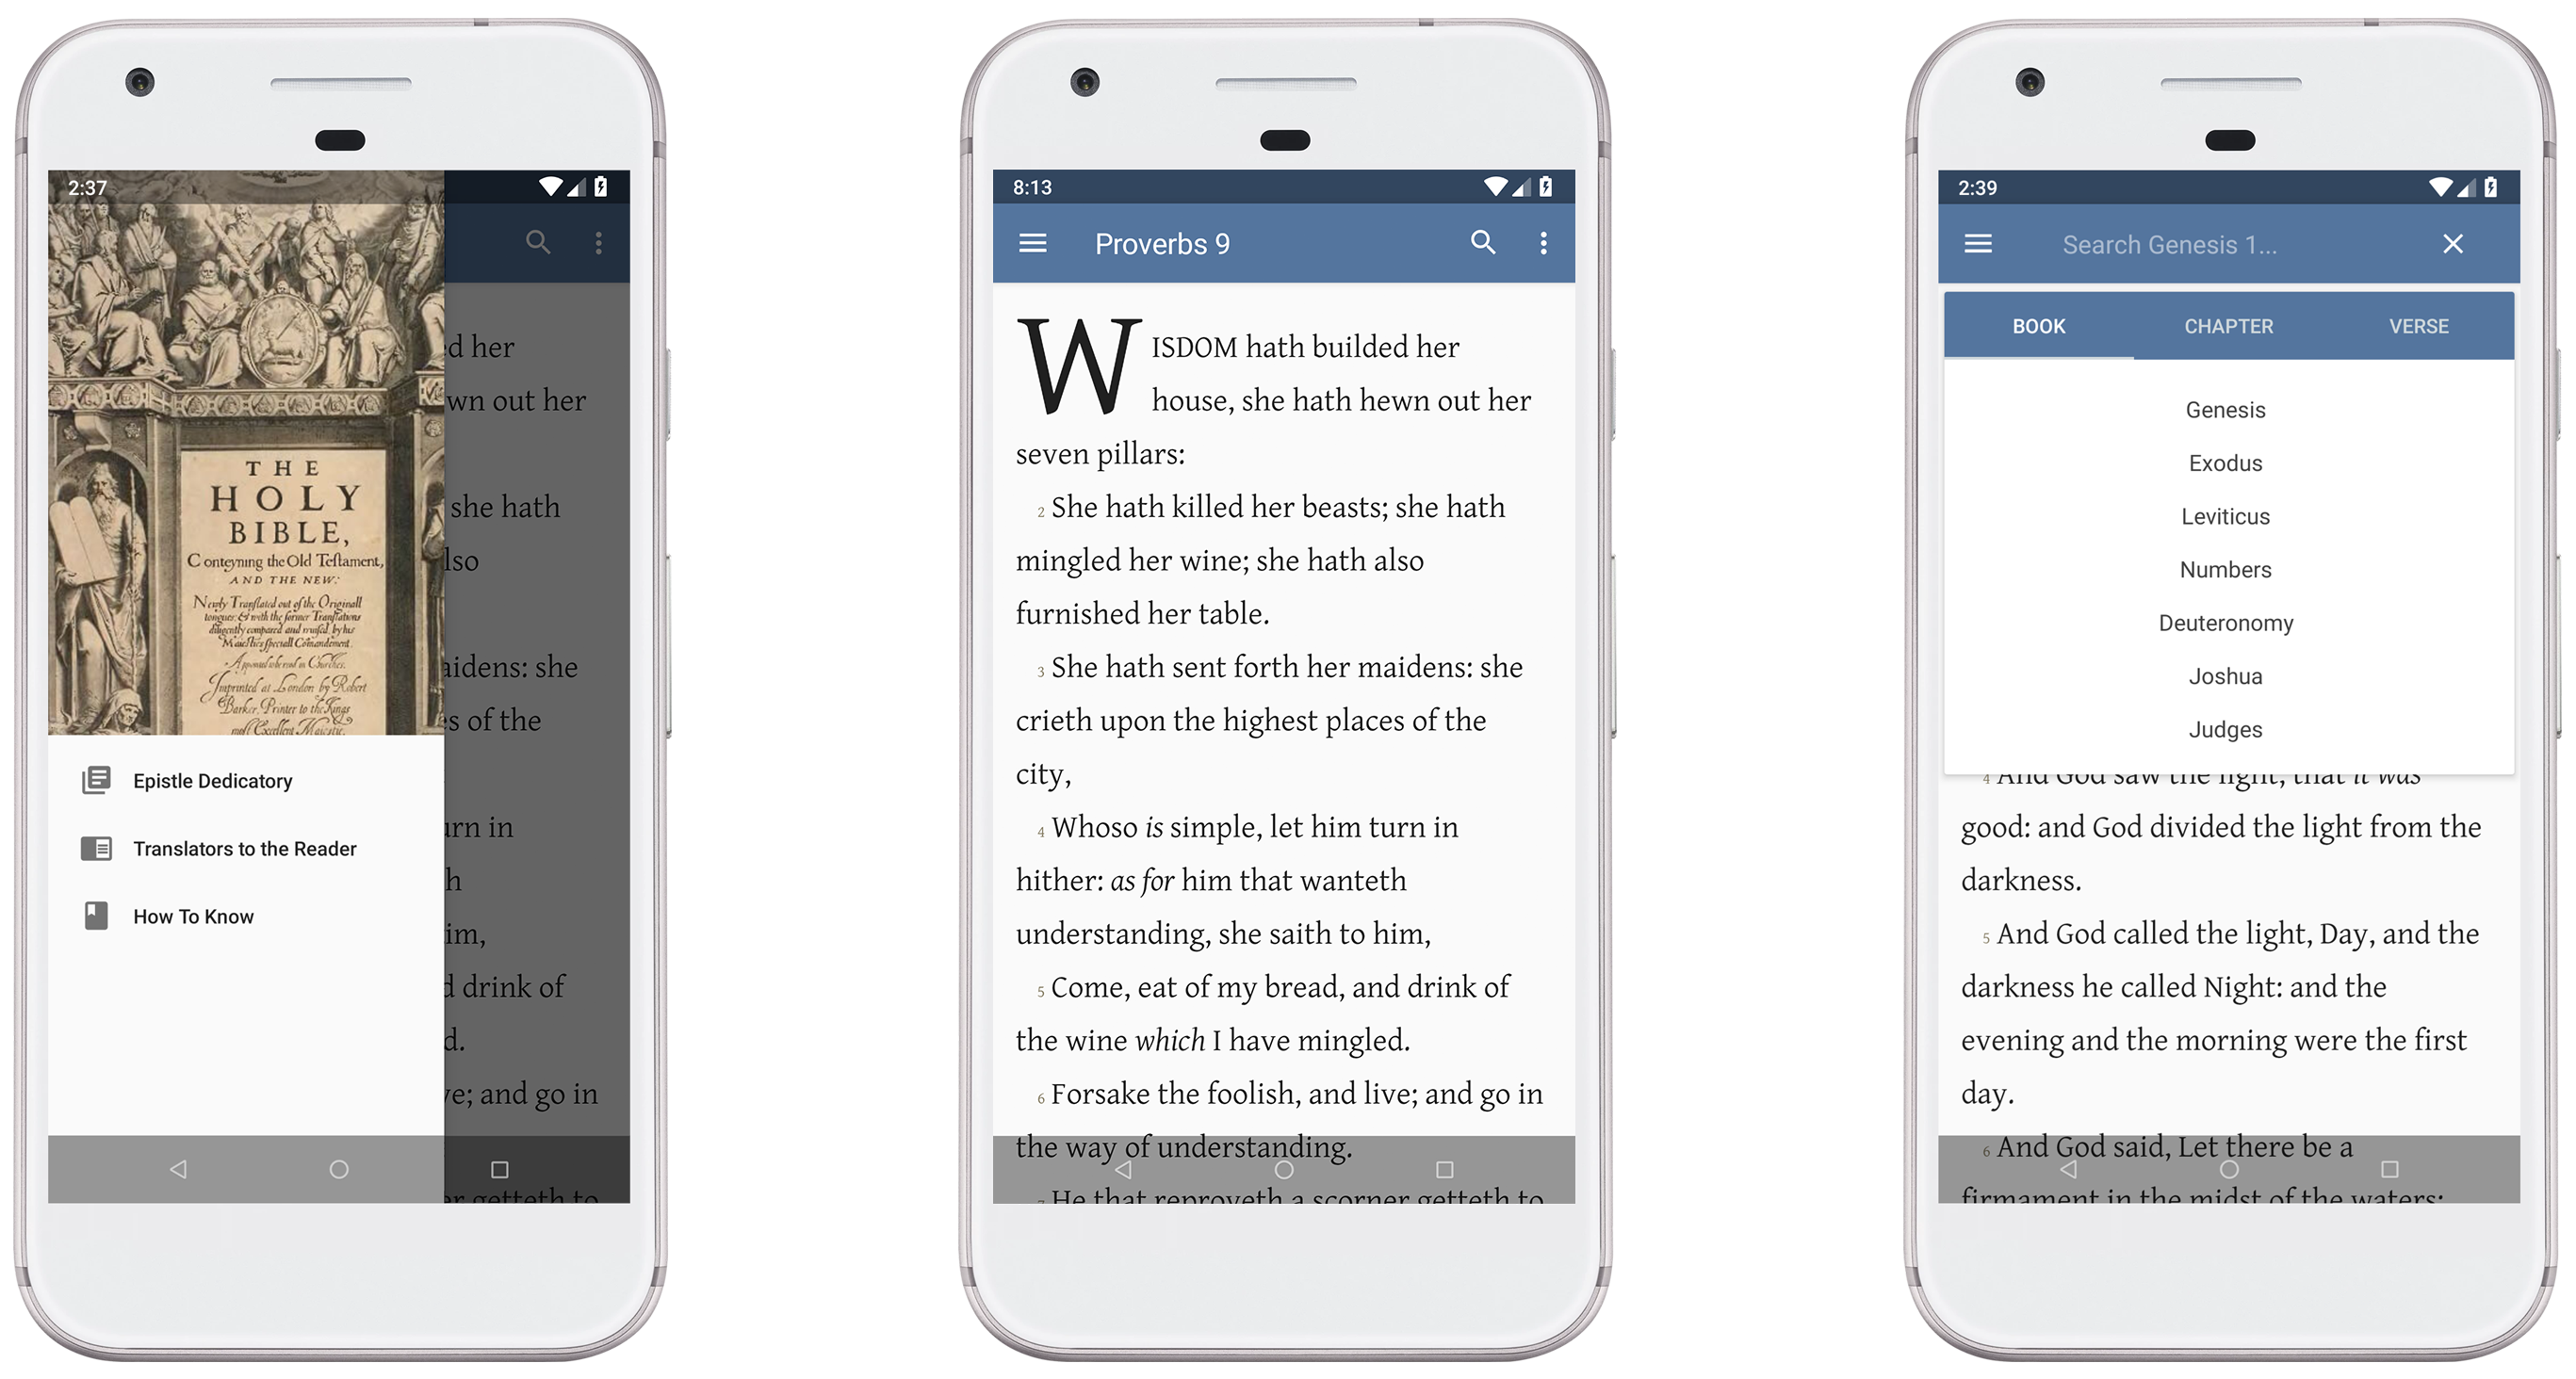 2:37
THE
HOLY
BIBLE,
Conteyning the Old Teſtament,
AND THE NEW:
Newly Tranſlated out of the Originall
tongues: & with the former Tranſlations
diligently compared and reuiſed, by his
Maieſties ſpeciall Comandement.
Appointed to be read in Churches.
Imprinted at London by Robert
Barker, Printer to the Kings
moſt Excellent Maieſtie.
Epistle Dedicatory
Translators to the Reader
How To Know
d her
wn out her
she hath
lso
aidens: she
s of the
urn in
h
im,
d drink of
d.
ve; and go in
er getteth to
8:13
Proverbs 9
WISDOM hath builded her
house, she hath hewn out her
seven pillars:
2 She hath killed her beasts; she hath
mingled her wine; she hath also
furnished her table.
3 She hath sent forth her maidens: she
crieth upon the highest places of the
city,
4 Whoso is simple, let him turn in
hither: as for him that wanteth
understanding, she saith to him,
5 Come, eat of my bread, and drink of
the wine which I have mingled.
6 Forsake the foolish, and live; and go in
the way of understanding.
He that reproveth a scorner getteth to
2:39
Search Genesis 1...
BOOK CHAPTER VERSE
Genesis
Exodus
Leviticus
Numbers
Deuteronomy
Joshua
Judges
4 And God saw the light, that it was
good: and God divided the light from the
darkness.
5 And God called the light, Day, and the
darkness he called Night: and the
evening and the morning were the first
day.
6 And God said, Let there be a
firmament in the midst of the waters: